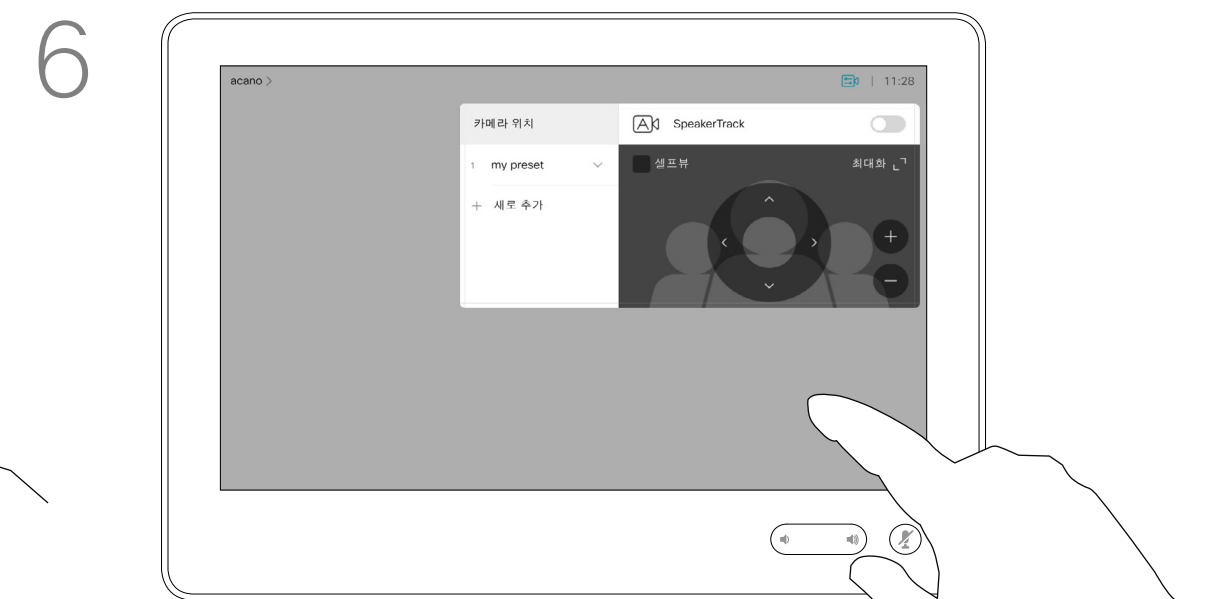 6
acano >
11:28
카메라 위치
SpeakerTrack
1 my preset
셀프뷰
최대화
+ 새로 추가